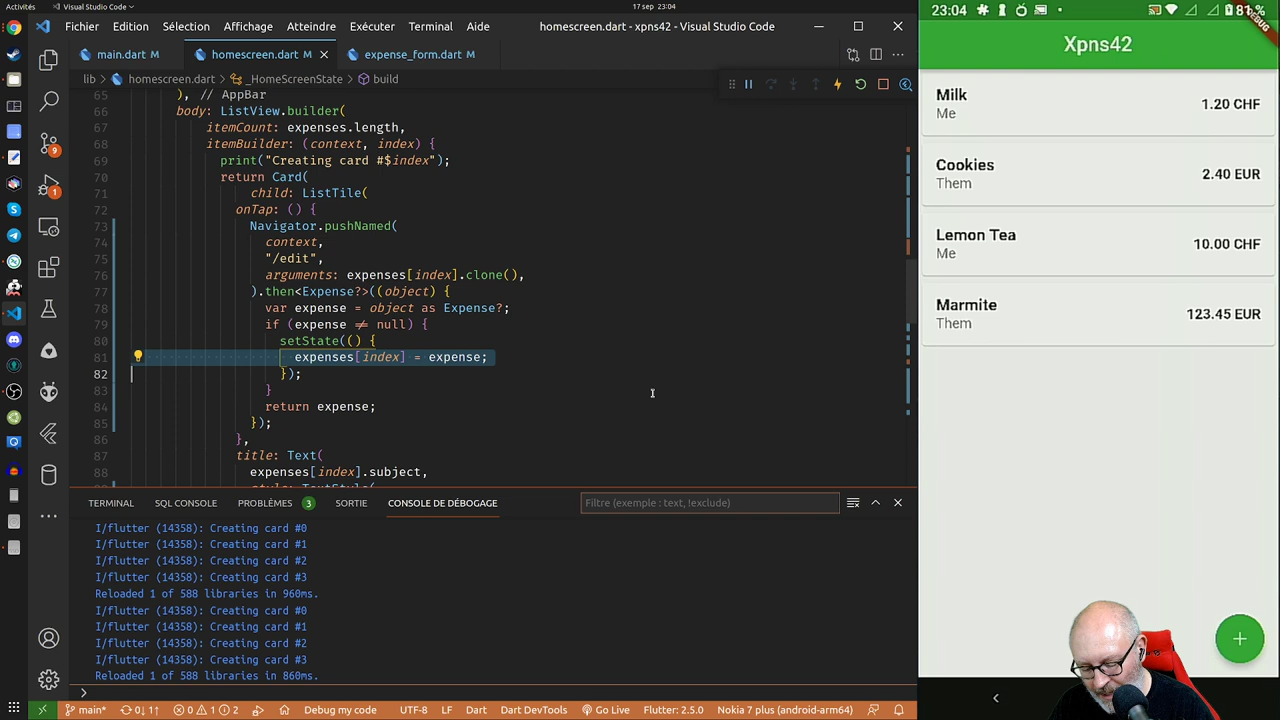 Activités
Visual Studio Code
17 sep 23:04
Fichier Edition Sélection Affichage Atteindre Exécuter Terminal Aide
homescreen.dart - xpns42 - Visual Studio Code
main.dart M
homescreen.dart M
expense_form.dart M
lib > homescreen.dart > _HomeScreenState > build
65 ), // AppBar
66 body: ListView.builder(
67 itemCount: expenses.length,
68 itemBuilder: (context, index) {
69 print("Creating card #$index");
70 return Card(
71 child: ListTile(
72 onTap: () {
73 Navigator.pushNamed(
74 context,
75 "/edit",
76 arguments: expenses[index].clone(),
77 ).then<Expense?>((object) {
78 var expense = object as Expense?;
79 if (expense ≠ null) {
80 setState(() {
81 expenses[index] = expense;
82 });
83 }
84 return expense;
85 });
86 },
87 title: Text(
88 expenses[index].subject,
9
1
TERMINAL SQL CONSOLE PROBLÈMES 3 SORTIE CONSOLE DE DÉBOGAGE
Filtre (exemple : text, !exclude)
I/flutter (14358): Creating card #0
I/flutter (14358): Creating card #1
I/flutter (14358): Creating card #2
I/flutter (14358): Creating card #3
Reloaded 1 of 588 libraries in 960ms.
I/flutter (14358): Creating card #0
I/flutter (14358): Creating card #1
I/flutter (14358): Creating card #2
I/flutter (14358): Creating card #3
Reloaded 1 of 588 libraries in 860ms.
main* 0↓ 1↑ 0 1 2 Debug my code UTF-8 LF Dart Dart DevTools Go Live Flutter: 2.5.0 Nokia 7 plus (android-arm64)
23:04
DEBUG
Xpns42
Milk
Me
1.20 CHF
Cookies
Them
2.40 EUR
Lemon Tea
Me
10.00 CHF
Marmite
Them
123.45 EUR